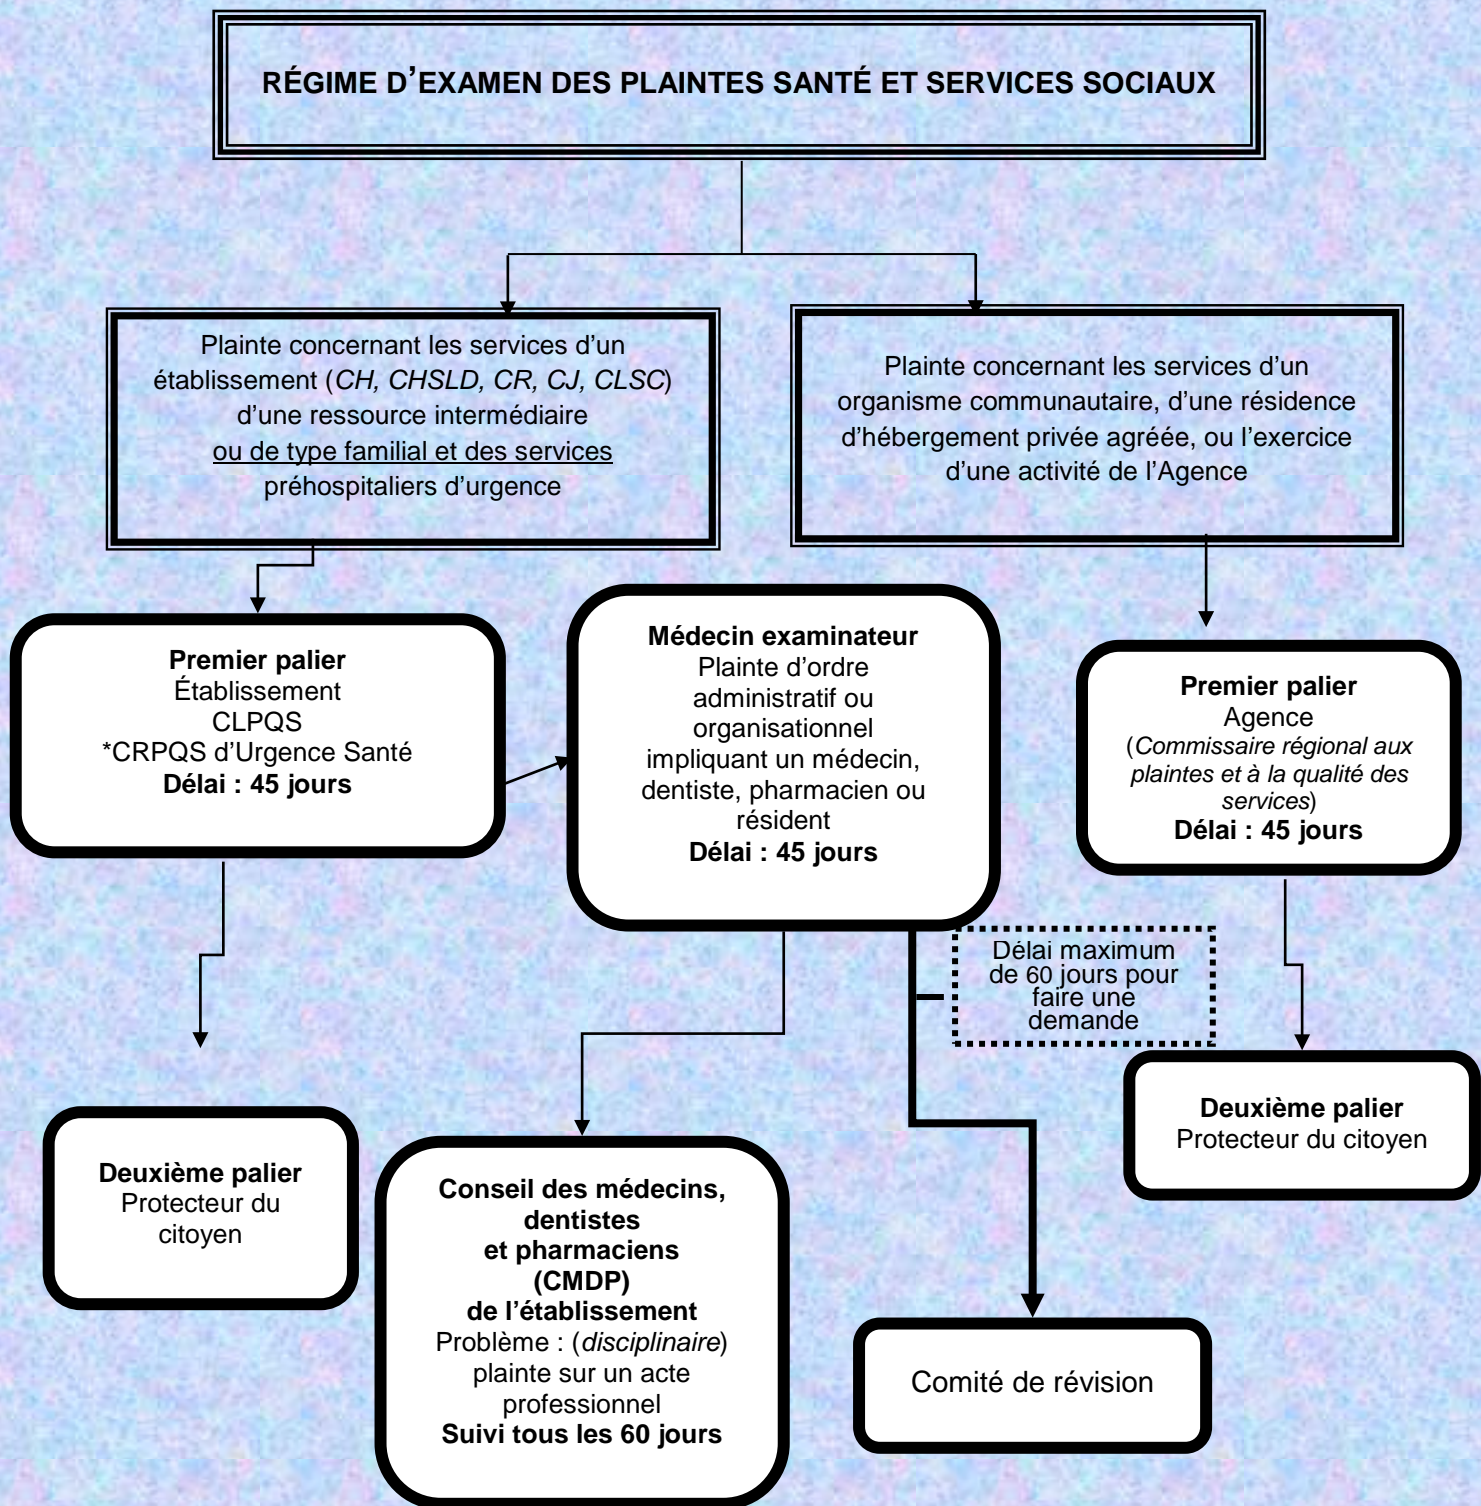 RÉGIME D’EXAMEN DES PLAINTES SANTÉ ET SERVICES SOCIAUX
Plainte concernant les services d’un
établissement (CH, CHSLD, CR, CJ, CLSC)
d’une ressource intermédiaire
ou de type familial et des services
préhospitaliers d’urgence
Plainte concernant les services d’un
organisme communautaire, d’une résidence
d’hébergement privée agréée, ou l’exercice
d’une activité de l’Agence
Premier palier
Établissement
CLPQS
*CRPQS d’Urgence Santé
Délai : 45 jours
Médecin examinateur
Plainte d’ordre
administratif ou
organisationnel
impliquant un médecin,
dentiste, pharmacien ou
résident
Délai : 45 jours
Premier palier
Agence
(Commissaire régional aux
plaintes et à la qualité des
services)
Délai : 45 jours
Délai maximum
de 60 jours pour
faire une
demande
Deuxième palier
Protecteur du
citoyen
Conseil des médecins,
dentistes
et pharmaciens
(CMDP)
de l’établissement
Problème : (disciplinaire)
plainte sur un acte
professionnel
Suivi tous les 60 jours
Comité de révision
Deuxième palier
Protecteur du citoyen